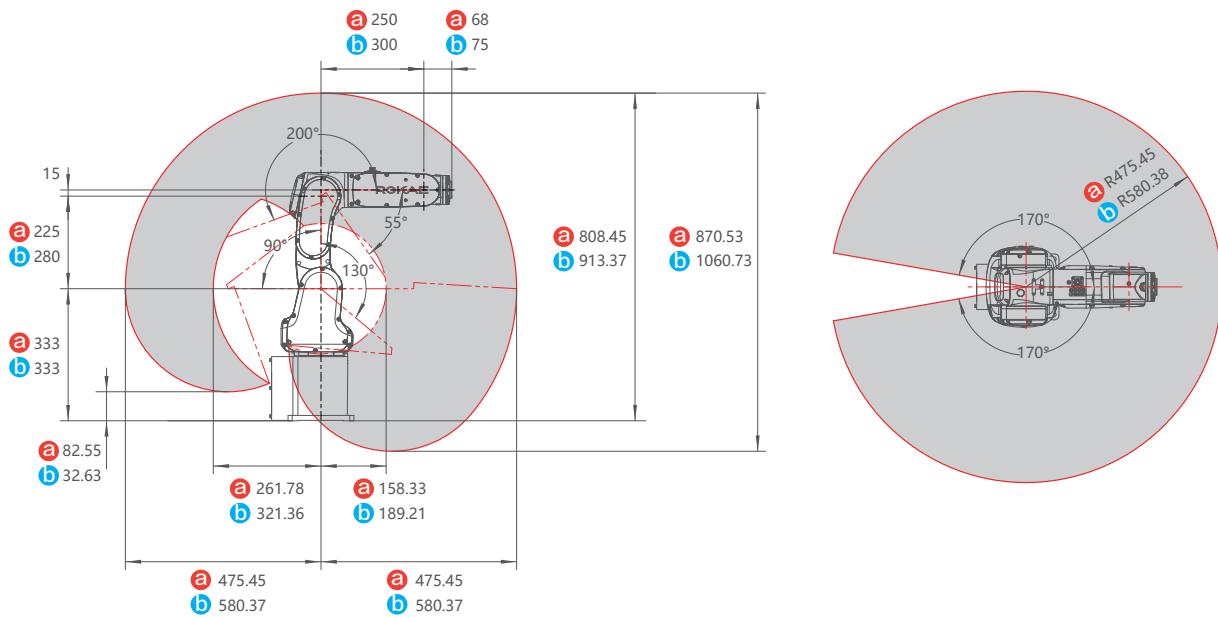 a 250
b 300
a 68
b 75
200°
15
ROKAE
55°
a 225
b 280
90°
130°
a 808.45
b 913.37
a 870.53
b 1060.73
a 333
b 333
a 82.55
b 32.63
a 261.78
b 321.36
a 158.33
b 189.21
a 475.45
b 580.37
a 475.45
b 580.37
a R475.45
b R580.38
170°
170°